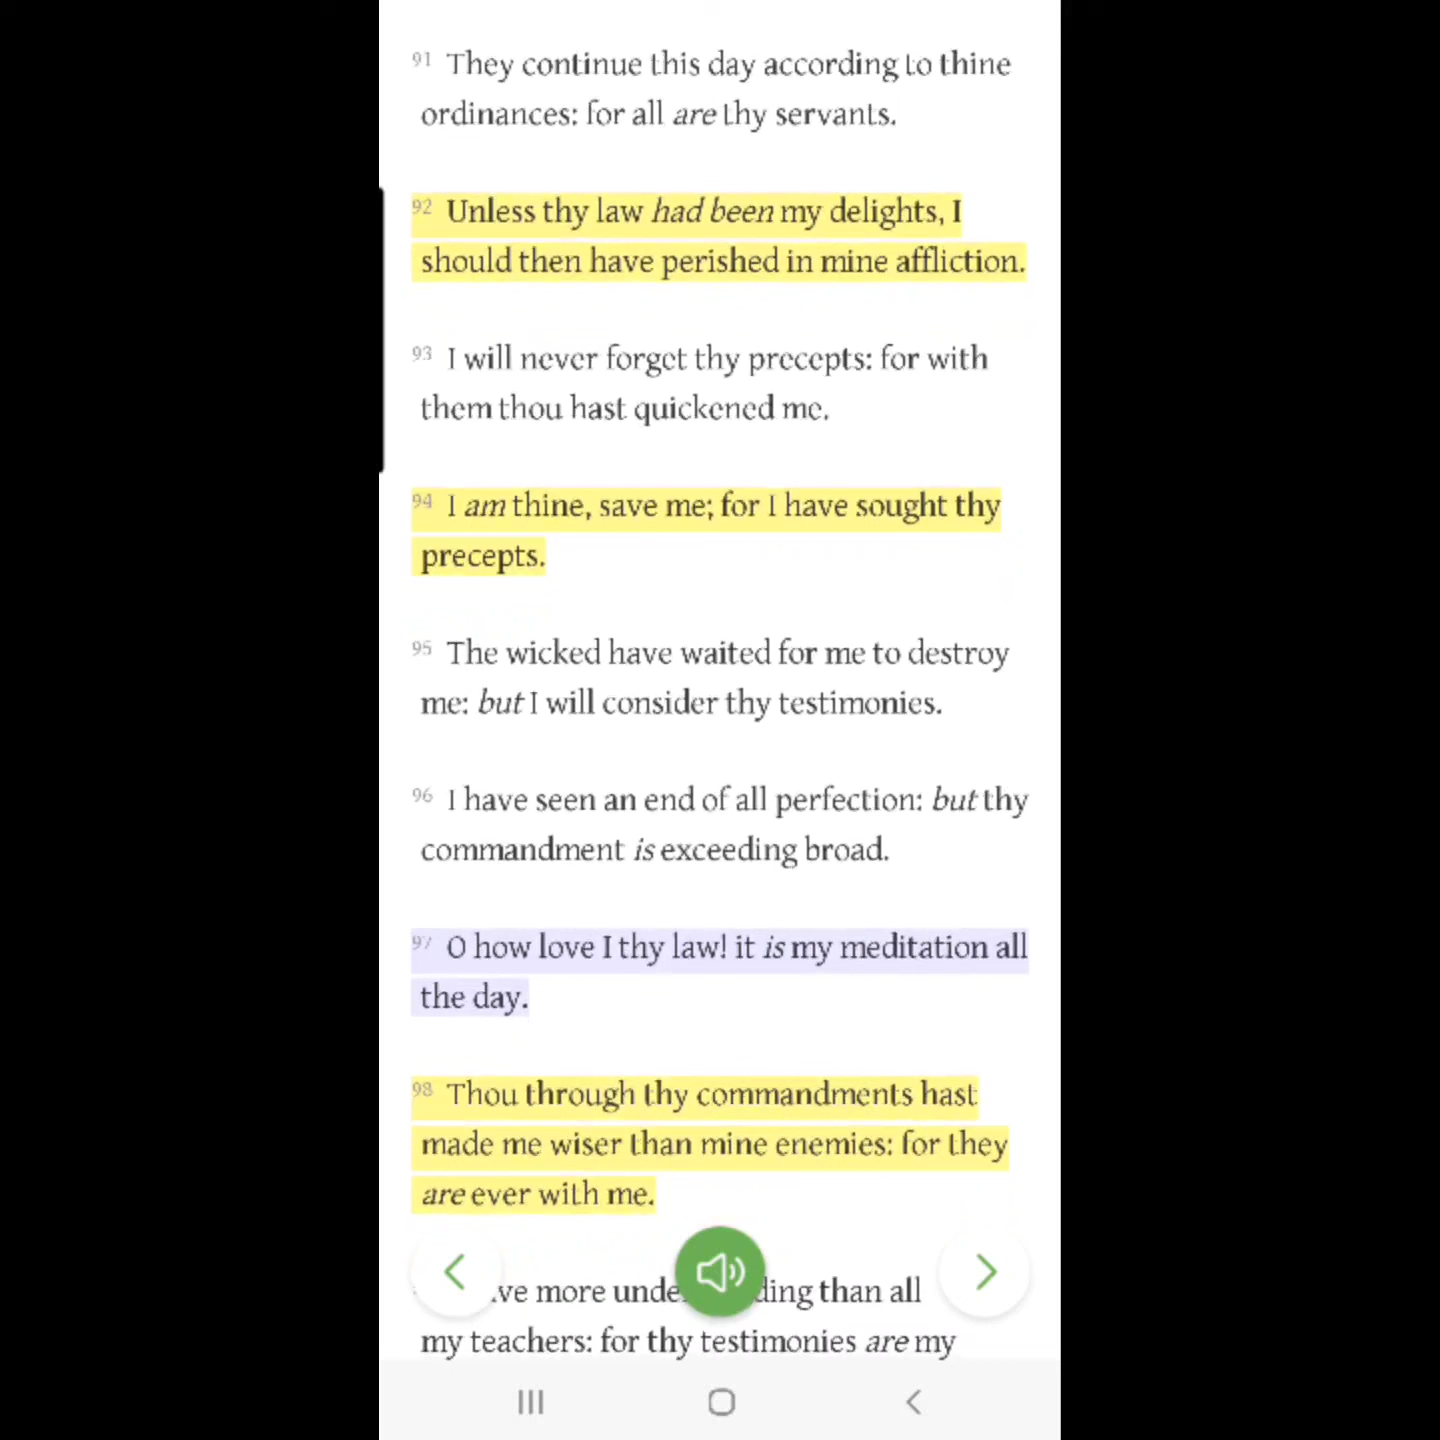 91 They continue this day according to thine
ordinances: for all are thy servants.
92 Unless thy law had been my delights, I
should then have perished in mine affliction.
93 I will never forget thy precepts: for with
them thou hast quickened me.
94 I am thine, save me; for I have sought thy
precepts.
95 The wicked have waited for me to destroy
me: but I will consider thy testimonies.
96 I have seen an end of all perfection: but thy
commandment is exceeding broad.
97 O how love I thy law! it is my meditation all
the day.
98 Thou through thy commandments hast
made me wiser than mine enemies: for they
are ever with me.
more than all
my teachers: for thy testimonies are my